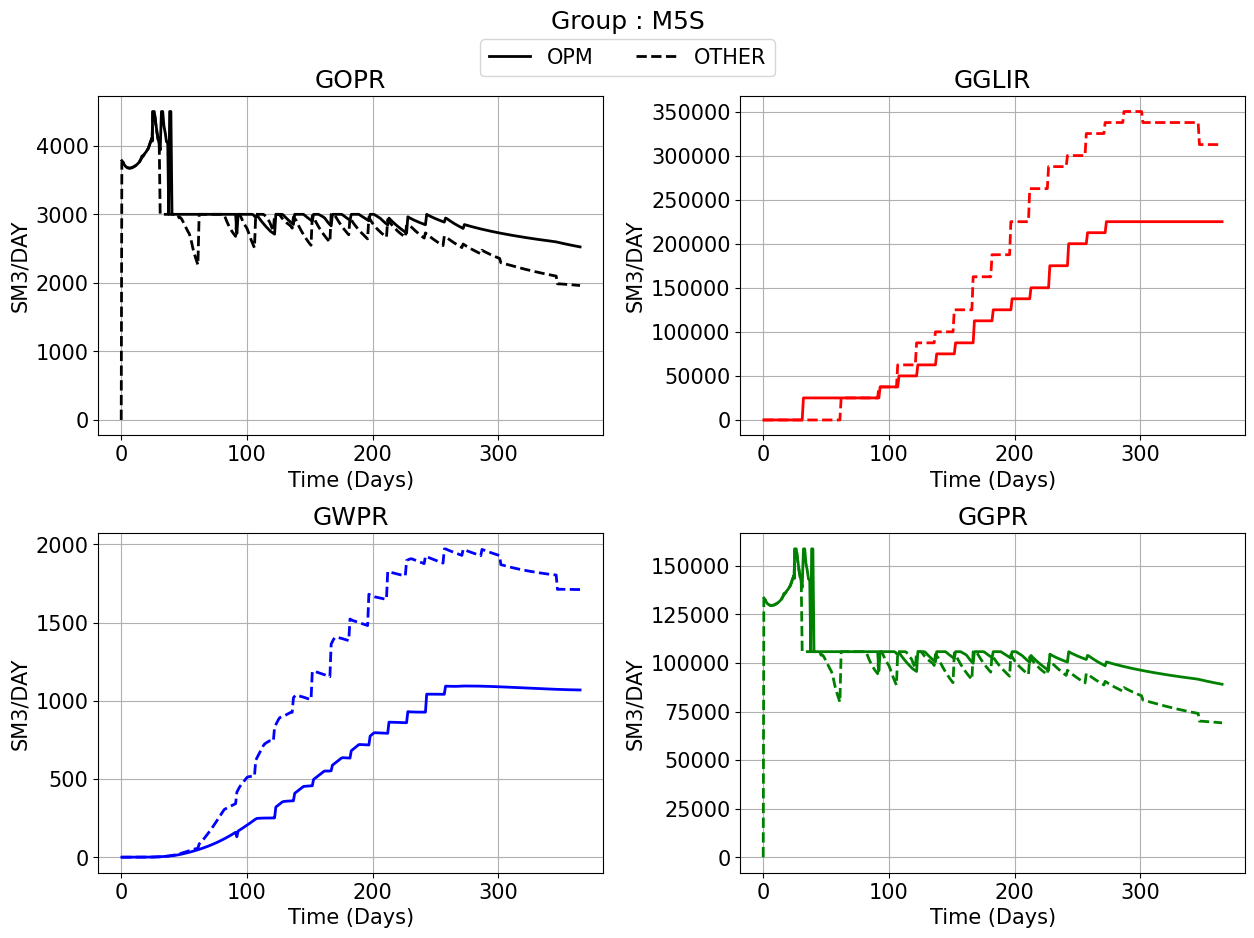 Group : M5S
OPM OTHER
GOPR
4000
3000
2000
1000
0
SM3/DAY
0 100 200 300
Time (Days)
GGLIR
350000
300000
250000
200000
150000
100000
50000
0
SM3/DAY
0 100 200 300
Time (Days)
GWPR
2000
1500
1000
500
0
SM3/DAY
0 100 200 300
Time (Days)
GGPR
150000
125000
100000
75000
50000
25000
0
SM3/DAY
0 100 200 300
Time (Days)